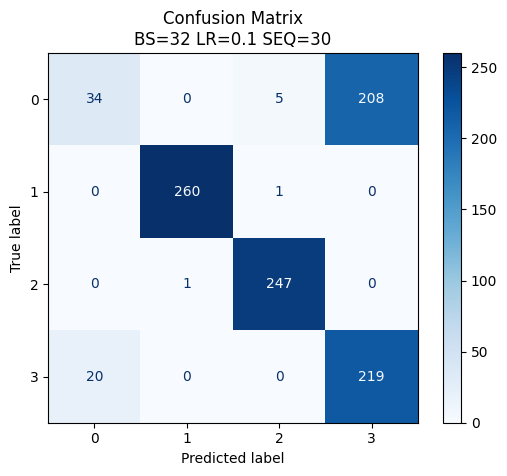 Confusion Matrix
BS=32 LR=0.1 SEQ=30
0 34 0 5 208
1 0 260 1 0
2 0 1 247 0
3 20 0 0 219
0 1 2 3
Predicted label
True label
250
200
150
100
50
0